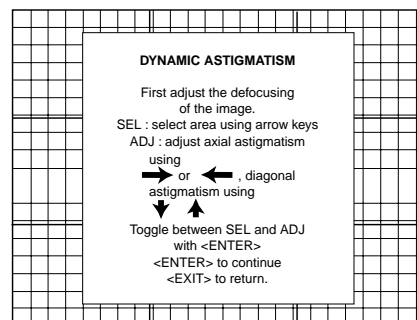 DYNAMIC ASTIGMATISM
First adjust the defocusing
of the image.
SEL : select area using arrow keys
ADJ : adjust axial astigmatism
using
or , diagonal
astigmatism using
Toggle between SEL and ADJ
with <ENTER>
<ENTER> to continue
<EXIT> to return.